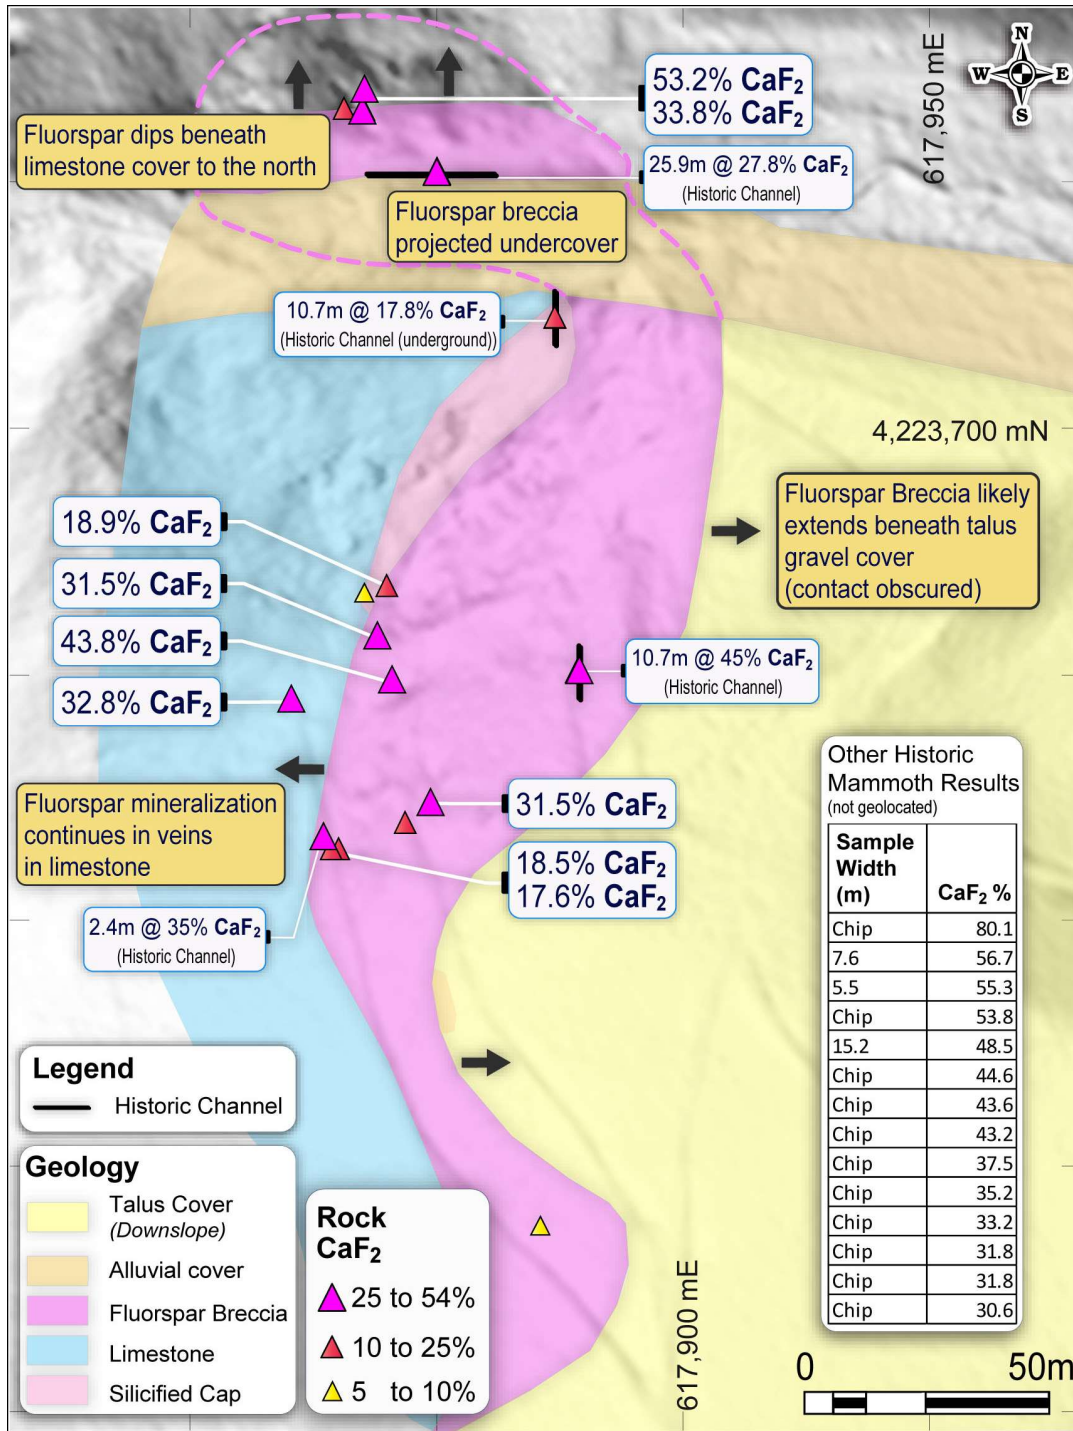 N
W E
S
617,950 mE
53.2% CaF₂
33.8% CaF₂
Fluorspar dips beneath
limestone cover to the north
25.9m @ 27.8% CaF₂
(Historic Channel)
Fluorspar breccia
projected undercover
10.7m @ 17.8% CaF₂
(Historic Channel (underground))
4,223,700 mN
Fluorspar Breccia likely
extends beneath talus
gravel cover
(contact obscured)
18.9% CaF₂
31.5% CaF₂
43.8% CaF₂
32.8% CaF₂
10.7m @ 45% CaF₂
(Historic Channel)
Fluorspar mineralization
continues in veins
in limestone
31.5% CaF₂
18.5% CaF₂
17.6% CaF₂
2.4m @ 35% CaF₂
(Historic Channel)
Other Historic
Mammoth Results
(not geolocated)
Sample
Width
(m) CaF₂ %
Chip 80.1
7.6 56.7
5.5 55.3
Chip 53.8
15.2 48.5
Chip 44.6
Chip 43.6
Chip 43.2
Chip 37.5
Chip 35.2
Chip 33.2
Chip 31.8
Chip 31.8
Chip 30.6
Legend
Historic Channel
Geology
Talus Cover
(Downslope)
Alluvial cover
Fluorspar Breccia
Limestone
Silicified Cap
Rock
CaF₂
25 to 54%
10 to 25%
5 to 10%
617,900 mE
0 50m